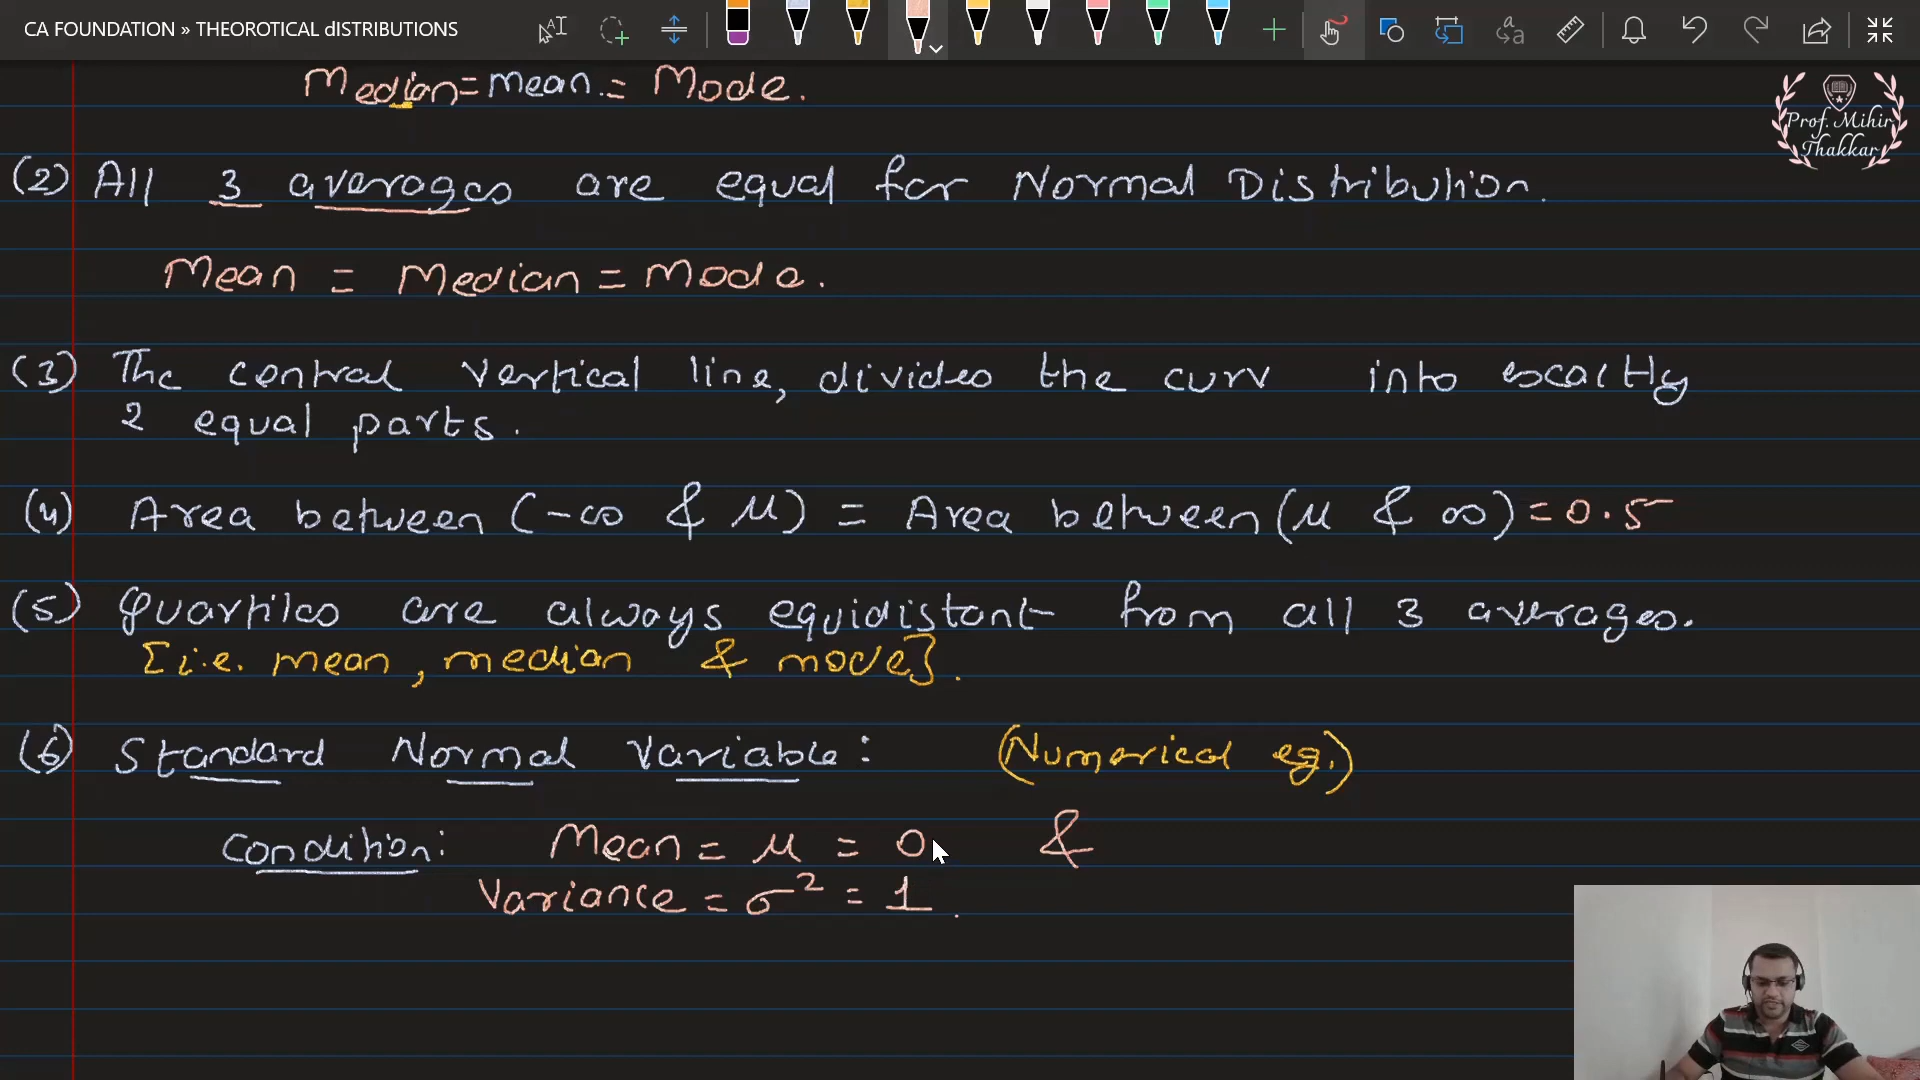 CA FOUNDATION » THEOROTICAL dISTRIBUTIONS
Median = mean. = Mode.
Prof. Mihir
Thakkar
(2) All 3 averages are equal for Normal Distribution.
Mean = Median = Mode.
(3) The central vertical line, divides the curv into exactly
2 equal parts.
(4) Area between (-∞ & μ) = Area between (μ & ∞) = 0.5
(5) Quartiles are always equidistant from all 3 averages.
[i.e. mean, median & mode].
(6) Standard Normal Variable: (Numerical eg.)
Condition: Mean = μ = 0 &
Variance = σ² = 1.